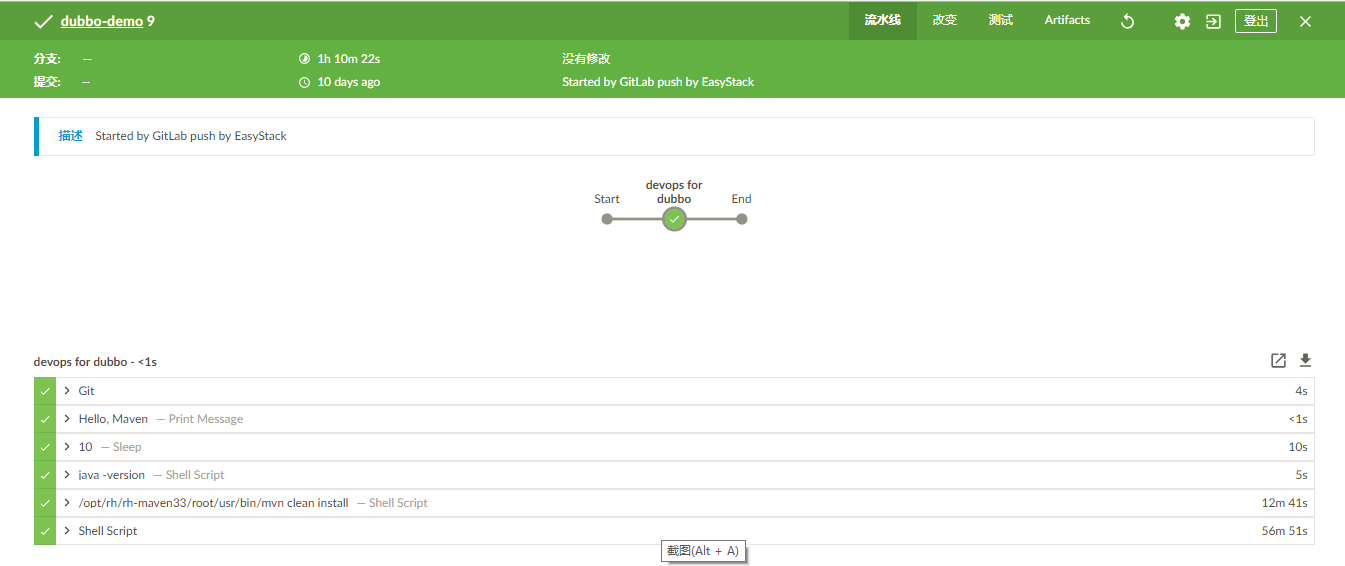 dubbo-demo 9 流水线 改变 测试 Artifacts 登出
分支: — 1h 10m 22s 没有修改
提交: — 10 days ago Started by GitLab push by EasyStack
描述 Started by GitLab push by EasyStack
devops for
Start dubbo End
devops for dubbo - <1s
Git 4s
Hello, Maven — Print Message <1s
10 — Sleep 10s
java -version — Shell Script 5s
/opt/rh/rh-maven33/root/usr/bin/mvn clean install — Shell Script 12m 41s
Shell Script 56m 51s
截图(Alt + A)